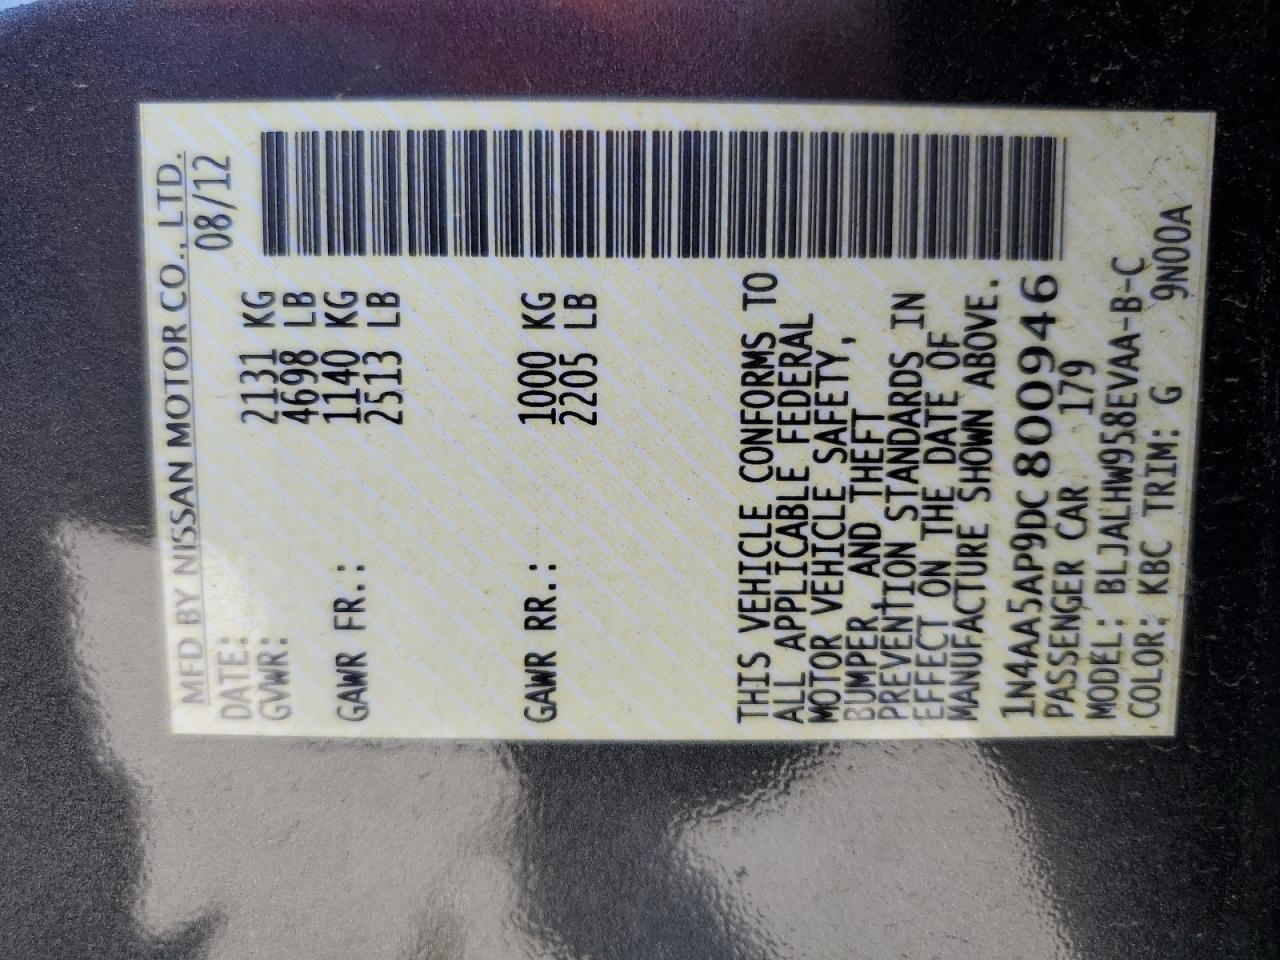 MFD BY NISSAN MOTOR CO., LTD.
DATE: 08/12
GVWR: 2131 KG
4698 LB
GAWR FR.: 1140 KG
2513 LB
GAWR RR.: 1000 KG
2205 LB
THIS VEHICLE CONFORMS TO
ALL APPLICABLE FEDERAL
MOTOR VEHICLE SAFETY,
BUMPER, AND THEFT
PREVENTION STANDARDS IN
EFFECT ON THE DATE OF
MANUFACTURE SHOWN ABOVE.
1N4AA5AP9DC800946
PASSENGER CAR 179
MODEL: BLJALHW958EVAA-B-C
COLOR: KBC TRIM: G 9N00A